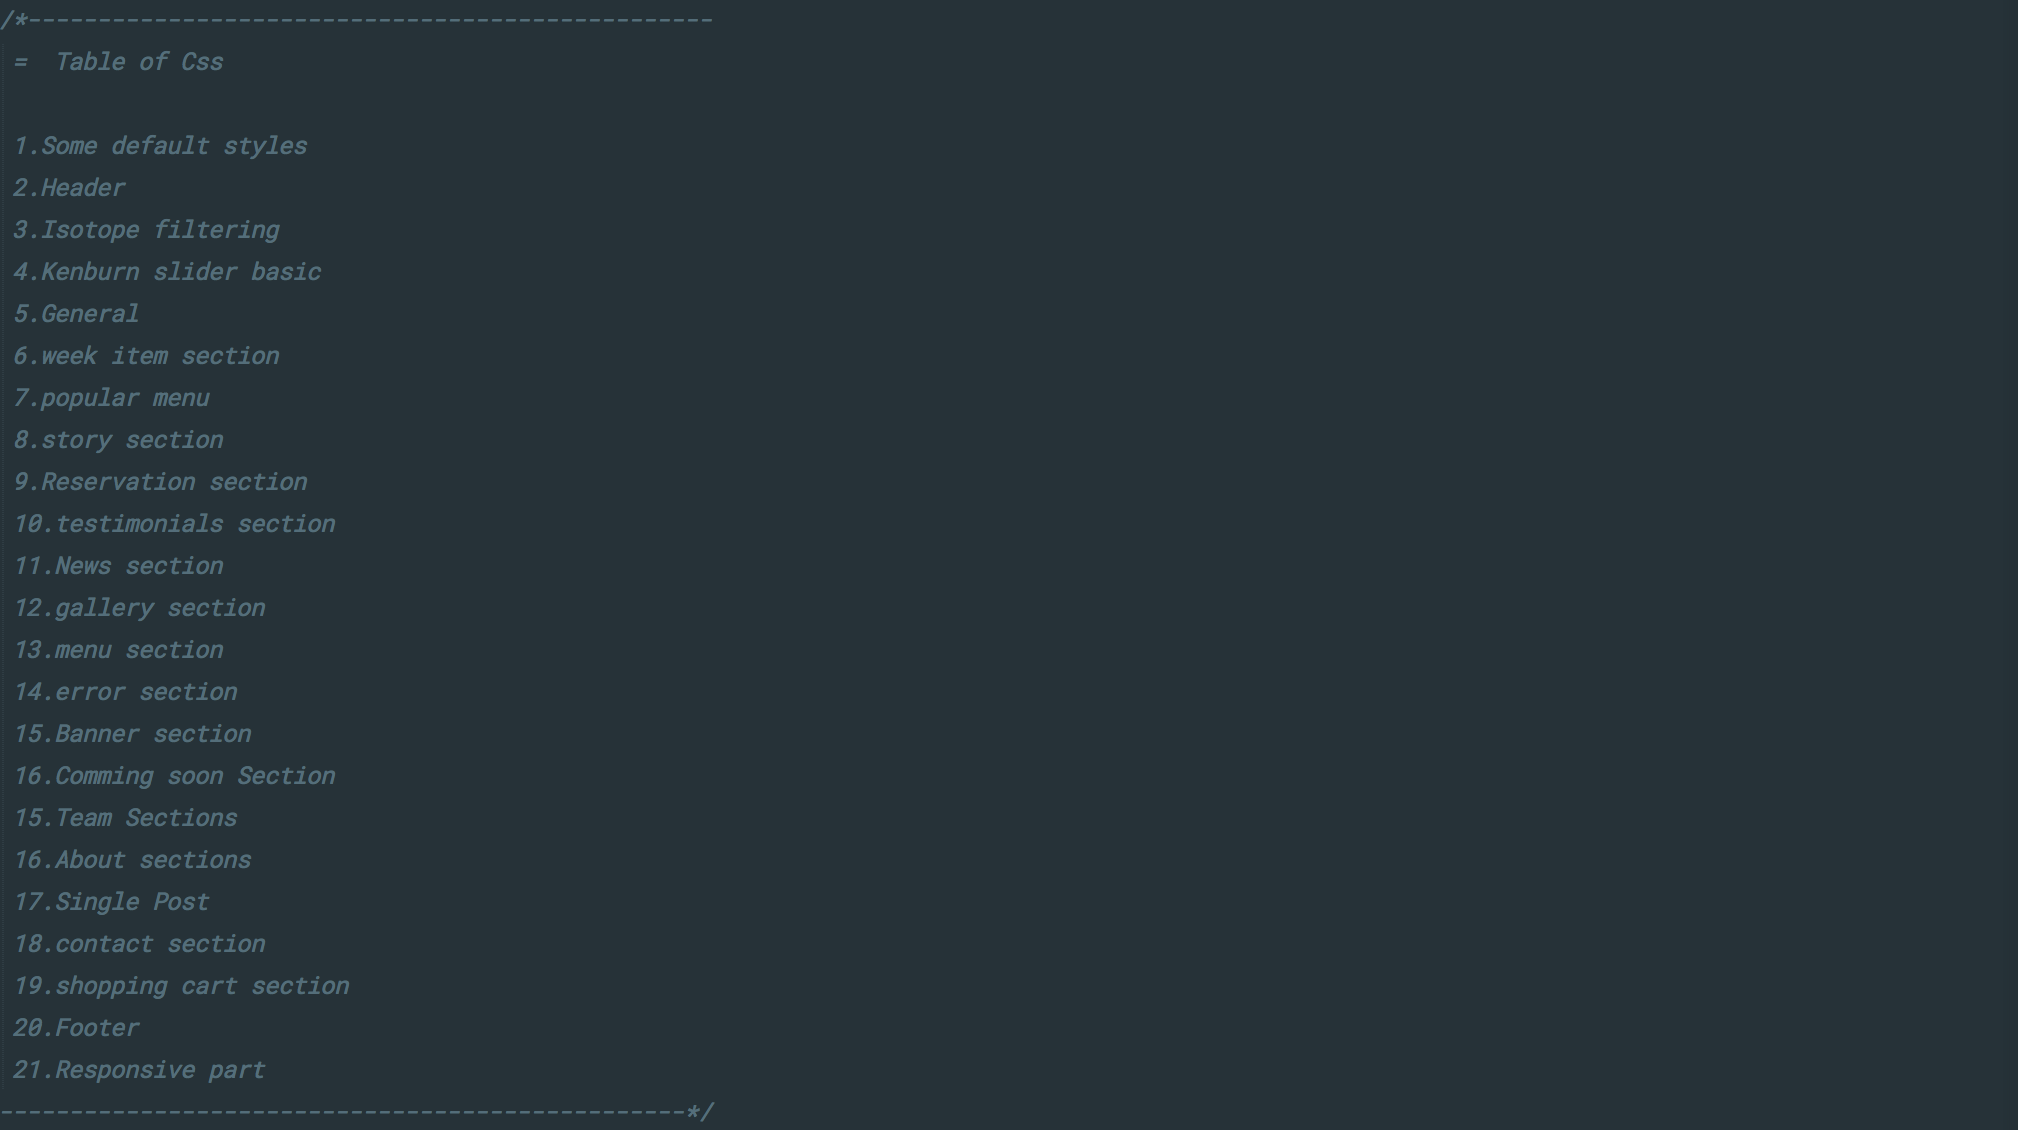 /*-------------------------------------------------
=  Table of Css
1.Some default styles
2.Header
3.Isotope filtering
4.Kenburn slider basic
5.General
6.week item section
7.popular menu
8.story section
9.Reservation section
10.testimonials section
11.News section
12.gallery section
13.menu section
14.error section
15.Banner section
16.Comming soon Section
15.Team Sections
16.About sections
17.Single Post
18.contact section
19.shopping cart section
20.Footer
21.Responsive part
-------------------------------------------------*/